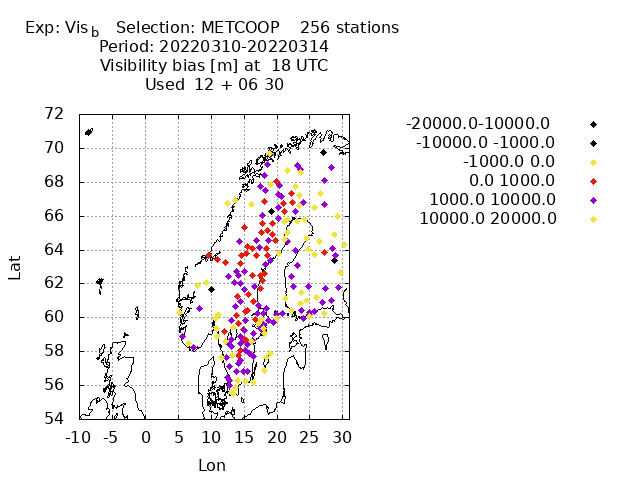 Exp: Vis b Selection: METCOOP 256 stations
Period: 20220310-20220314
Visibility bias [m] at 18 UTC
Used 12 + 06 30
-20000.0-10000.0
-10000.0 -1000.0
-1000.0 0.0
0.0 1000.0
1000.0 10000.0
10000.0 20000.0
72
70
68
66
64
62
60
58
56
54
Lat
-10 -5 0 5 10 15 20 25 30
Lon